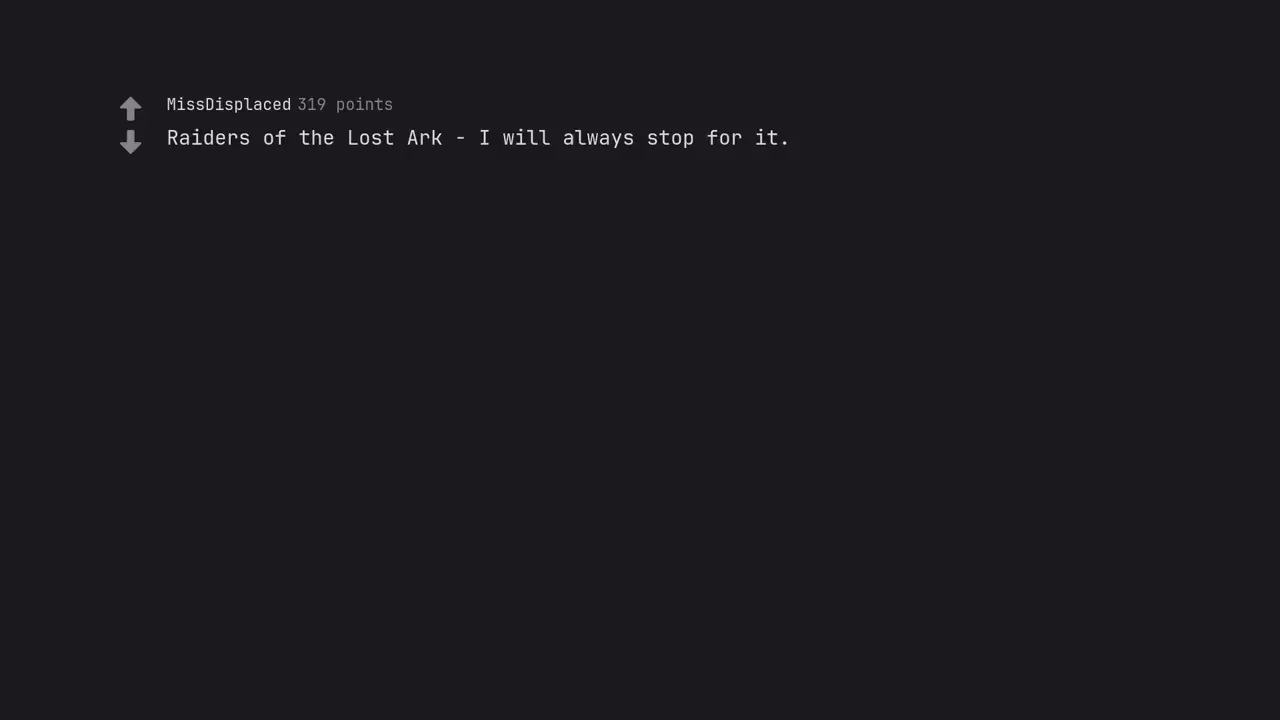 MissDisplaced 319 points
Raiders of the Lost Ark - I will always stop for it.